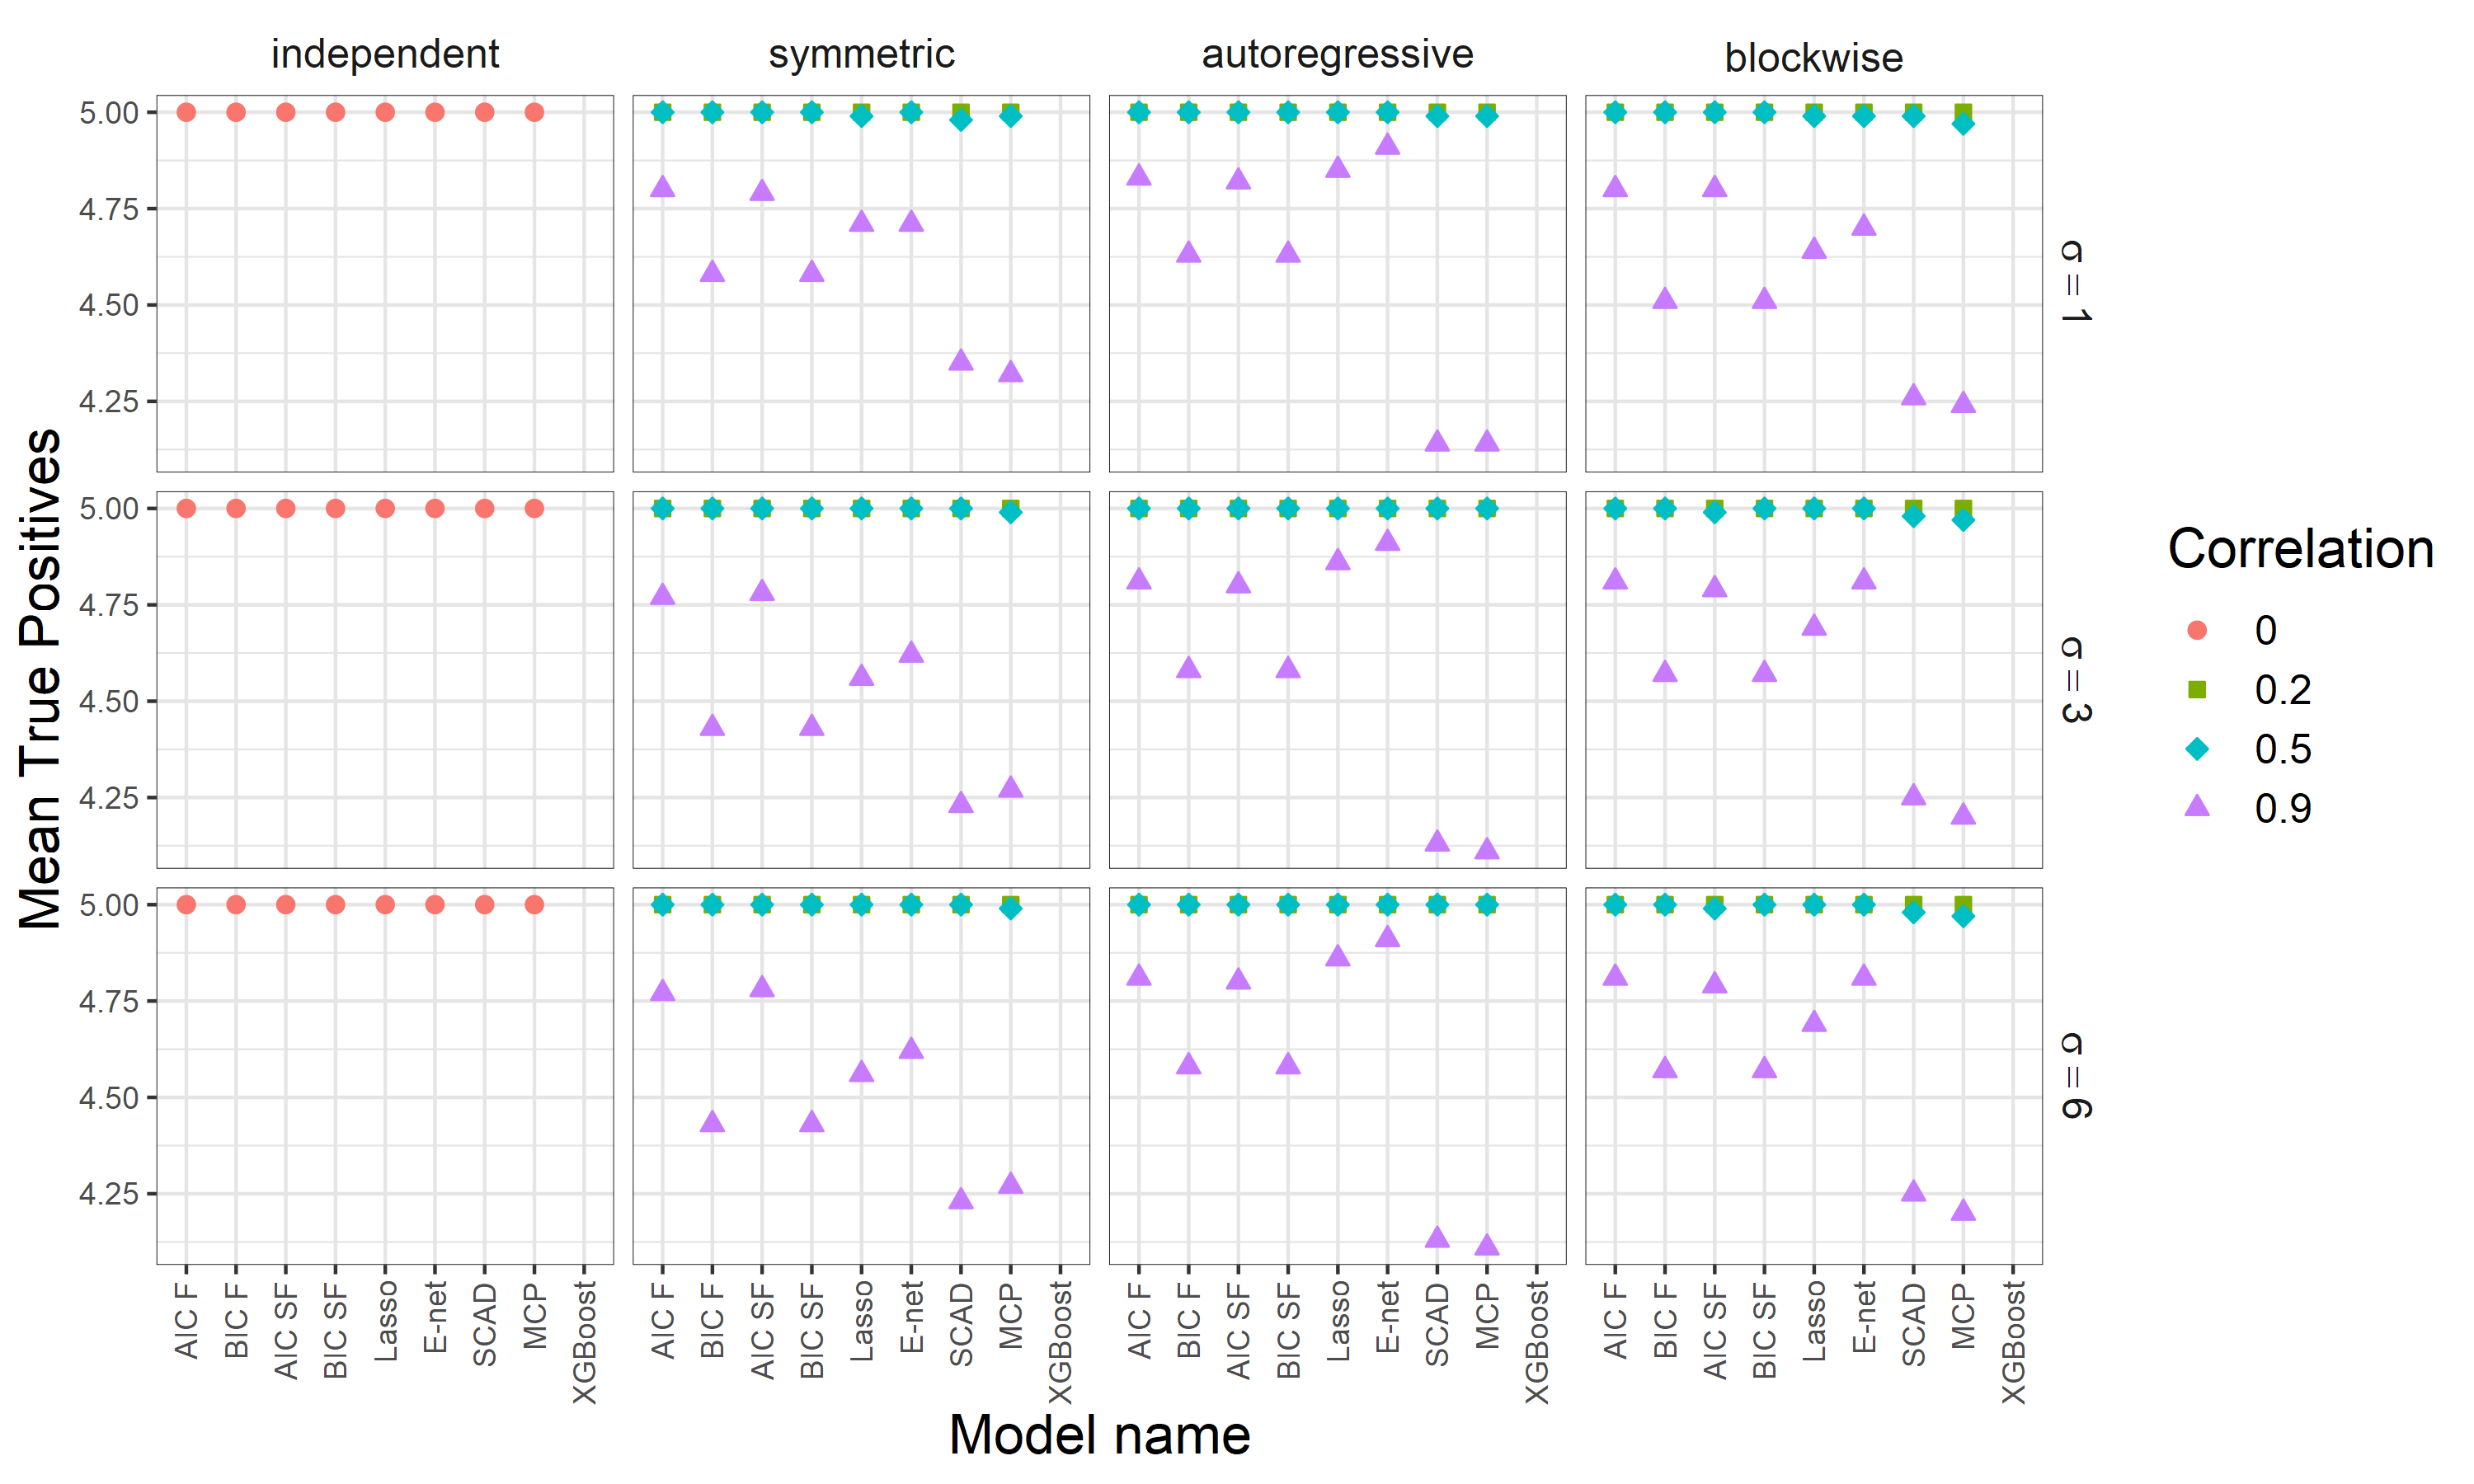 independent
symmetric
autoregressive
blockwise
5.00
4.75
4.50
4.25
σ = 1
5.00
4.75
4.50
4.25
σ = 3
5.00
4.75
4.50
4.25
σ = 6
Mean True Positives
AIC F
BIC F
AIC SF
BIC SF
Lasso
E-net
SCAD
MCP
XGBoost
AIC F
BIC F
AIC SF
BIC SF
Lasso
E-net
SCAD
MCP
XGBoost
AIC F
BIC F
AIC SF
BIC SF
Lasso
E-net
SCAD
MCP
XGBoost
AIC F
BIC F
AIC SF
BIC SF
Lasso
E-net
SCAD
MCP
XGBoost
Model name
Correlation
0
0.2
0.5
0.9